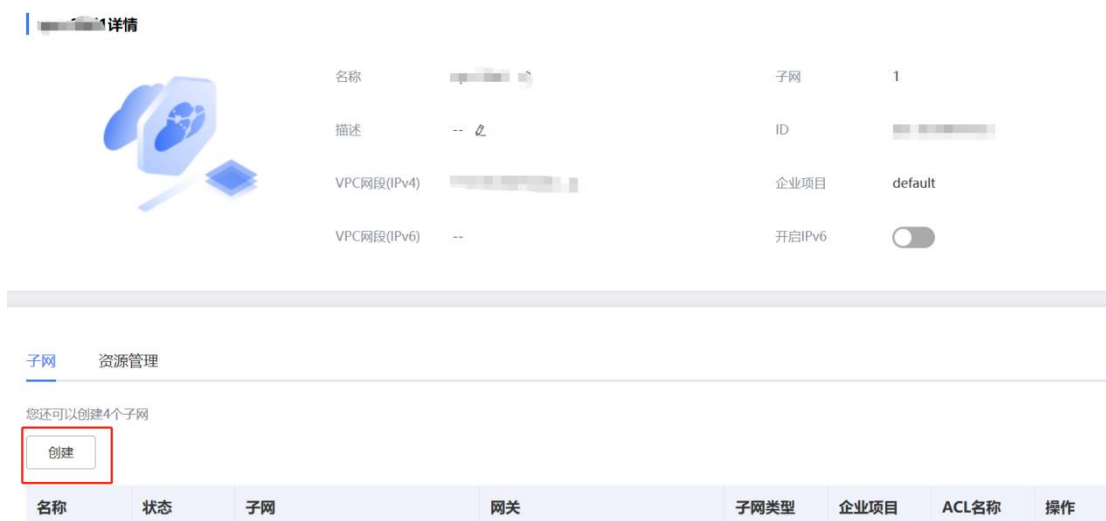 详情
名称 子网 1
描述 -- ID
VPC网段(IPv4) 企业项目 default
VPC网段(IPv6) -- 开启IPv6
子网 资源管理
您还可以创建4个子网
创建
名称 状态 子网 网关 子网类型 企业项目 ACL名称 操作